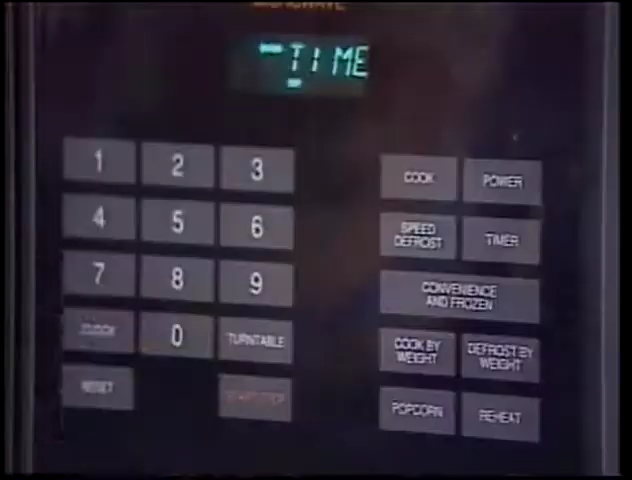 TIME
1 2 3
COOK POWER
4 5 6
SPEED
DEFROST
TIMER
7 8 9
CONVENIENCE
AND FROZEN
CLOCK 0 TURNTABLE
COOK BY
WEIGHT
DEFROST BY
WEIGHT
RESET
POPCORN REHEAT